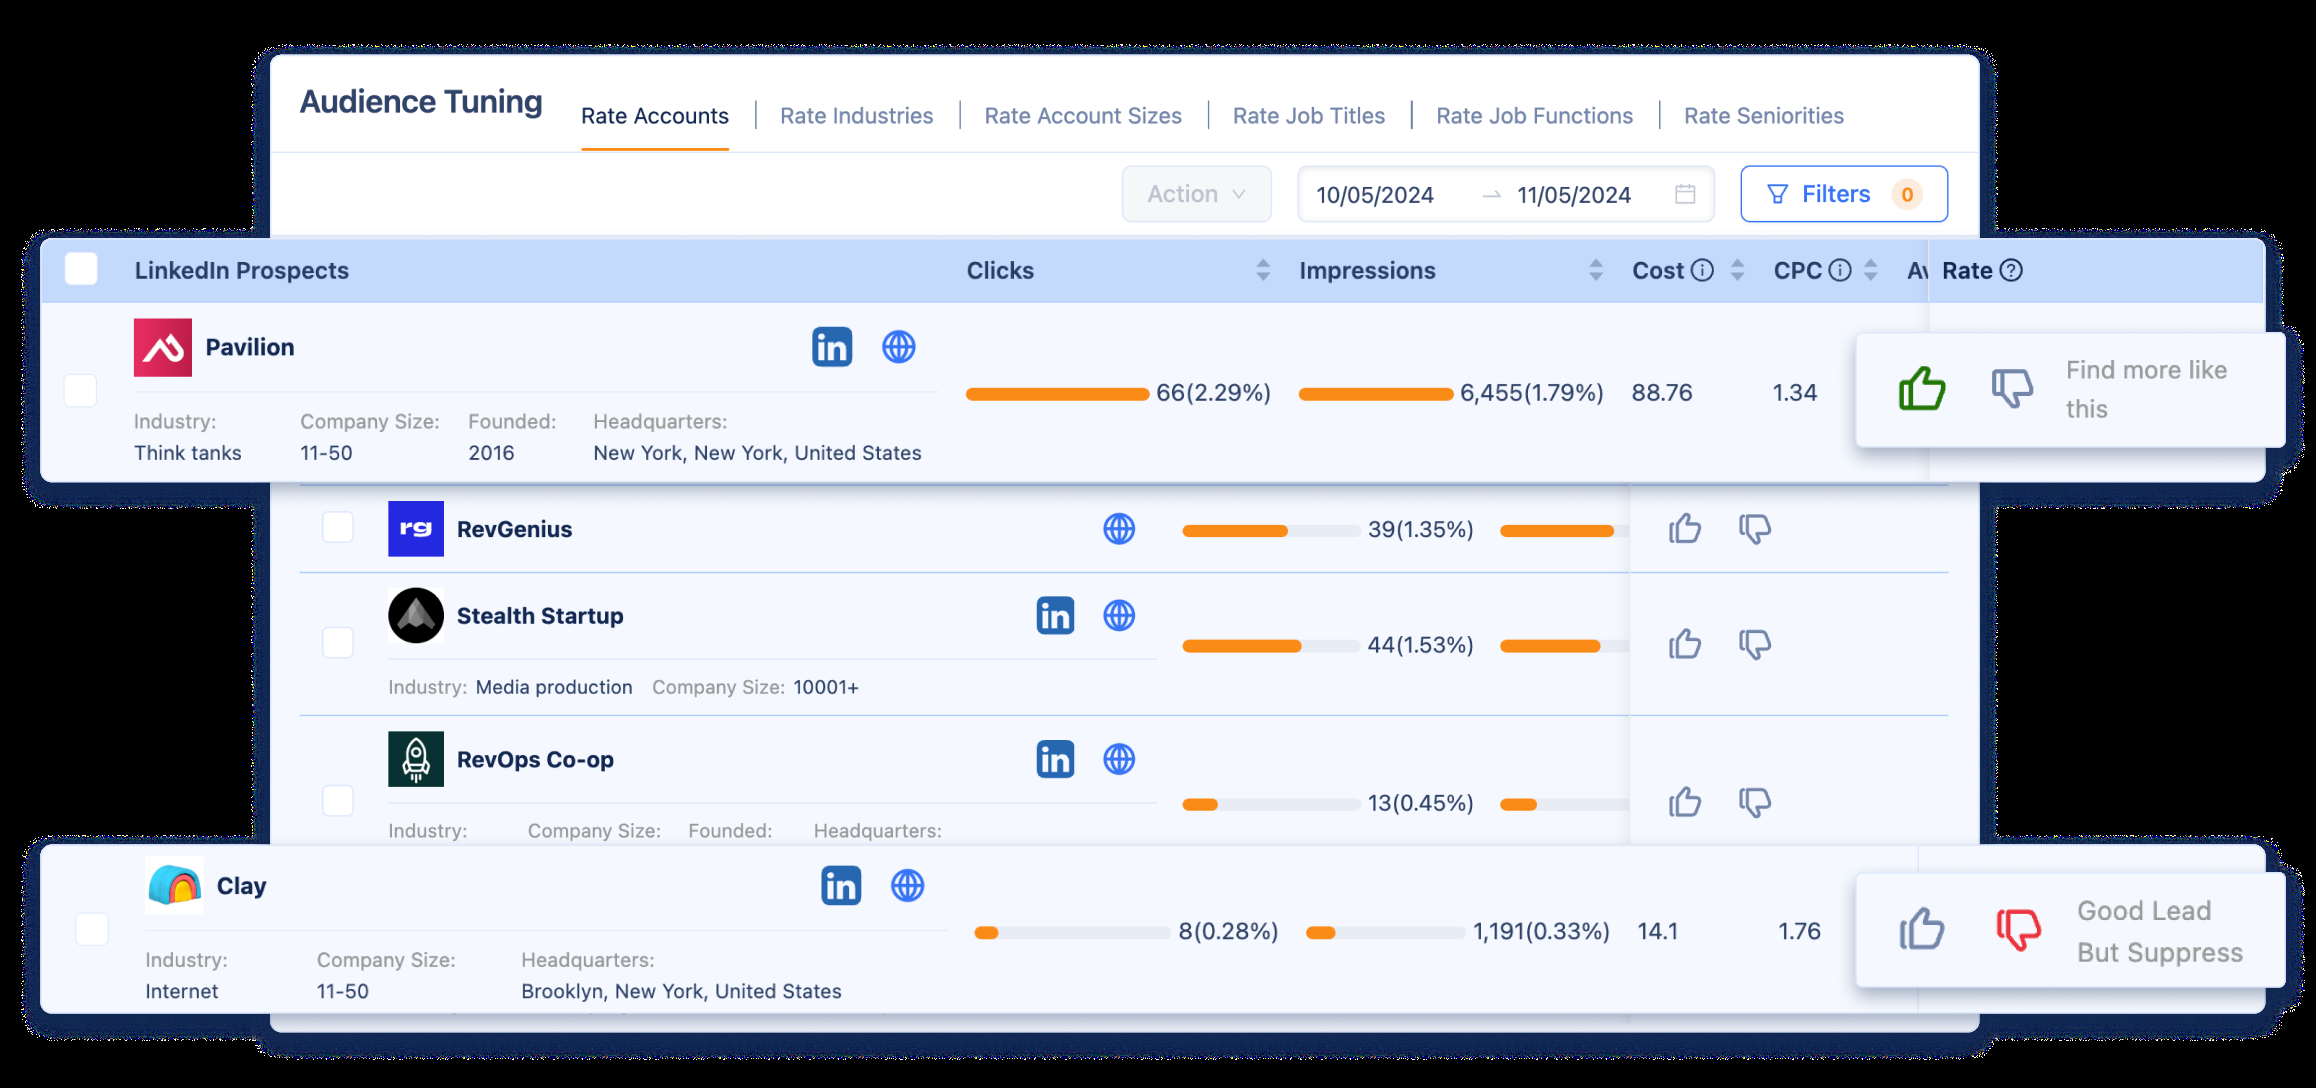 Audience Tuning
Rate Accounts
Rate Industries
Rate Account Sizes
Rate Job Titles
Rate Job Functions
Rate Seniorities
Action
10/05/2024
11/05/2024
Filters 0
LinkedIn Prospects
Clicks
Impressions
Cost
CPC
Rate
Pavilion
in
66(2.29%)
6,455(1.79%)
88.76
1.34
Find more like
this
Industry:
Company Size:
Founded:
Headquarters:
Think tanks
11-50
2016
New York, New York, United States
rg
RevGenius
39(1.35%)
Stealth Startup
in
44(1.53%)
Industry: Media production Company Size: 10001+
RevOps Co-op
in
13(0.45%)
Industry:
Company Size:
Founded:
Headquarters:
Clay
in
8(0.28%)
1,191(0.33%)
14.1
1.76
Good Lead
But Suppress
Industry:
Company Size:
Headquarters:
Internet
11-50
Brooklyn, New York, United States